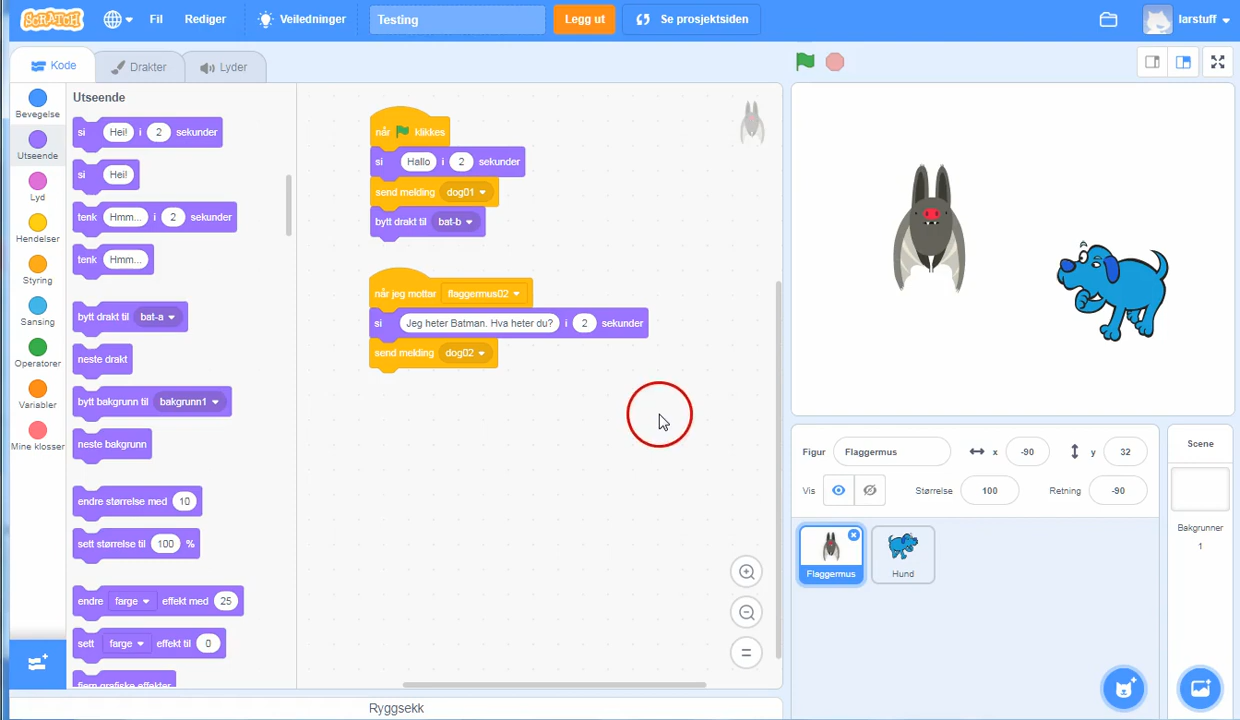 SCRATCH
Fil
Rediger
Veiledninger
Testing
Legg ut
Se prosjektsiden
larstuff
Kode
Drakter
Lyder
Bevegelse
Utseende
Lyd
Hendelser
Styring
Sansing
Operatorer
Variabler
Mine klosser
Utseende
si Hei! i 2 sekunder
si Hei!
tenk Hmm... i 2 sekunder
tenk Hmm...
bytt drakt til bat-a
neste drakt
bytt bakgrunn til bakgrunn1
neste bakgrunn
endre størrelse med 10
sett størrelse til 100 %
endre farge effekt med 25
sett farge effekt til 0
fjern grafiske effekter
når klikkes
si Hallo i 2 sekunder
send melding dog01
bytt drakt til bat-b
når jeg mottar flaggermus02
si Jeg heter Batman. Hva heter du? i 2 sekunder
send melding dog02
Ryggsekk
Figur Flaggermus x -90 y 32
Vis Størrelse 100 Retning -90
Flaggermus
Hund
Scene
Bakgrunner
1